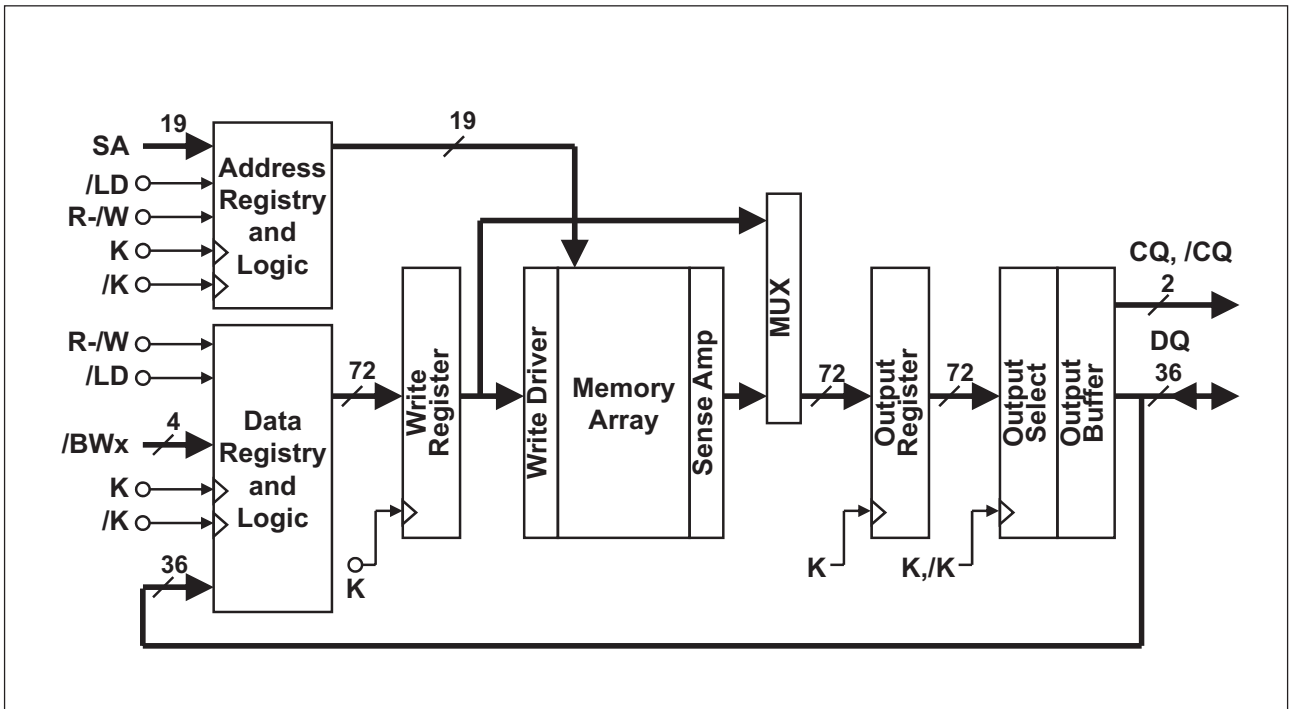 19
SA
/LD
R-/W
K
/K
Address
Registry
and
Logic
19
R-/W
/LD
/BWx
4
K
/K
36
Data
Registry
and
Logic
72
Write
Register
K
Write Driver
Memory
Array
Sense Amp
MUX
72
Output
Register
K
72
Output
Select
K,/K
Output
Buffer
CQ, /CQ
2
DQ
36